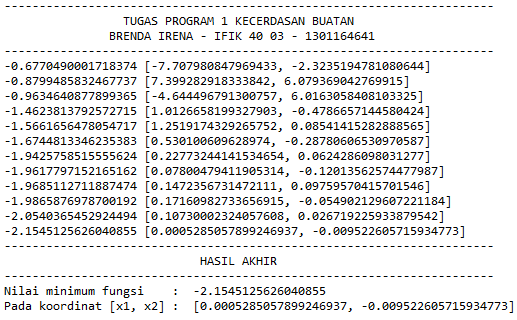 ------------------------------------------------------------
TUGAS PROGRAM 1 KECERDASAN BUATAN
BRENDA IRENA - IFIK 40 03 - 1301164641
------------------------------------------------------------
-0.6770490001718374 [-7.707980847969433, -2.3235194781080644]
-0.8799485832467737 [7.399282918333842, 6.079369042769915]
-0.9634640877899365 [-4.644496791300757, 6.0163058408103325]
-1.4623813792572715 [1.0126658199327903, -0.4786657144580424]
-1.5661656478054717 [1.2519174329265752, 0.08541415282888565]
-1.6744813346235383 [0.530100609628974, -0.28780606530970587]
-1.9425758515555624 [0.22773244141534654, 0.0624286098031277]
-1.9617797152165162 [0.07800479411905314, -0.12013562574477987]
-1.9685112711887474 [0.1472356731472111, 0.09759570415701546]
-1.9865876978700192 [0.17160982733656915, -0.054902129607221184]
-2.0540365452924494 [0.10730002324057608, 0.026719225933879542]
-2.1545125626040855 [0.0005285057899246937, -0.009522605715934773]
------------------------------------------------------------
HASIL AKHIR
------------------------------------------------------------
Nilai minimum fungsi    :  -2.1545125626040855
Pada koordinat [x1, x2] :  [0.0005285057899246937, -0.009522605715934773]